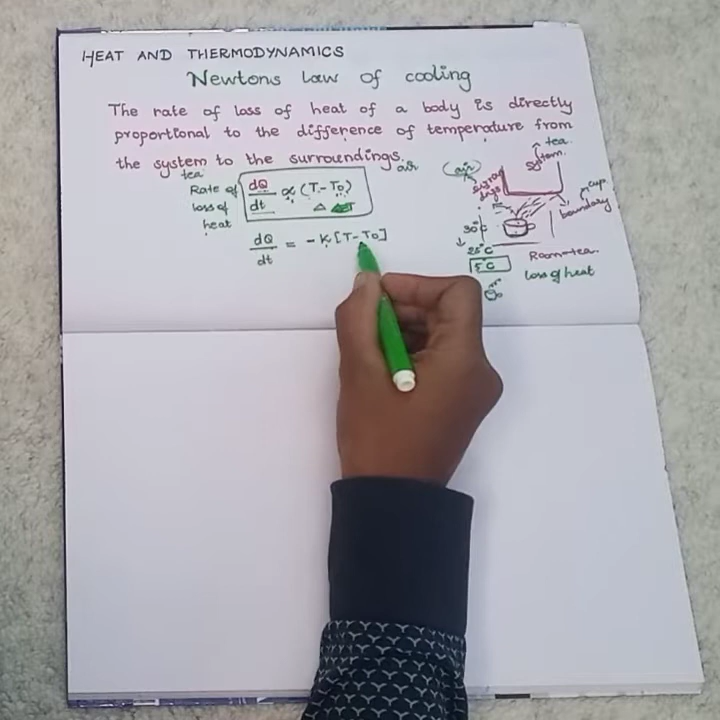 HEAT AND THERMODYNAMICS
Newtons law of cooling
The rate of loss of heat of a body is directly
proportional to the difference of temperature from
the system to the surroundings.
tea
air
Rate of
loss of
heat
dQ/dt ∝ (T-T0)
Δ
dQ/dt = -K[T-T0]
tea.
System.
air
cup
boundary
30°C
↓
25°C
5°C
Room-tea.
Loss of heat